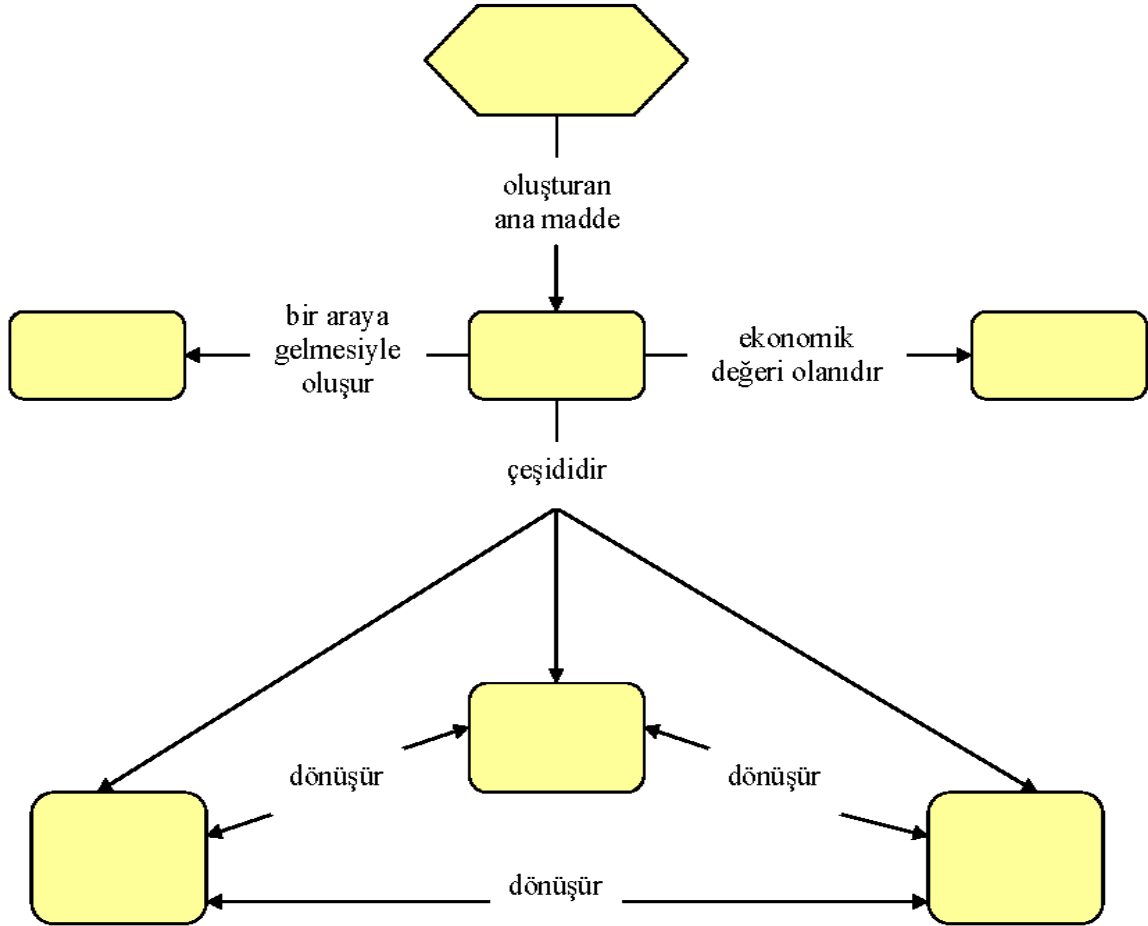 oluşturan
ana madde
bir araya
gelmesiyle
oluşur
ekonomik
değeri olanıdır
çeşididir
dönüşür
dönüşür
dönüşür